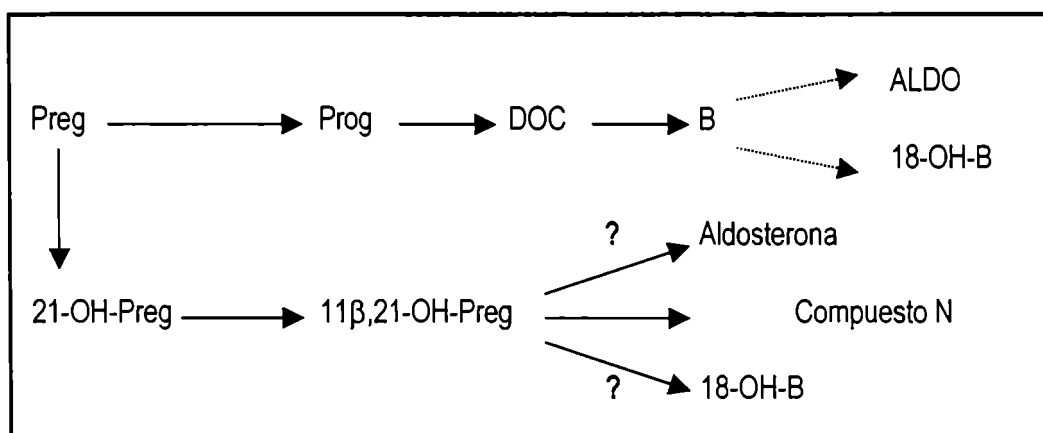 ALDO
Preg Prog DOC B
18-OH-B
? Aldosterona
21-OH-Preg 11β,21-OH-Preg Compuesto N
? 18-OH-B